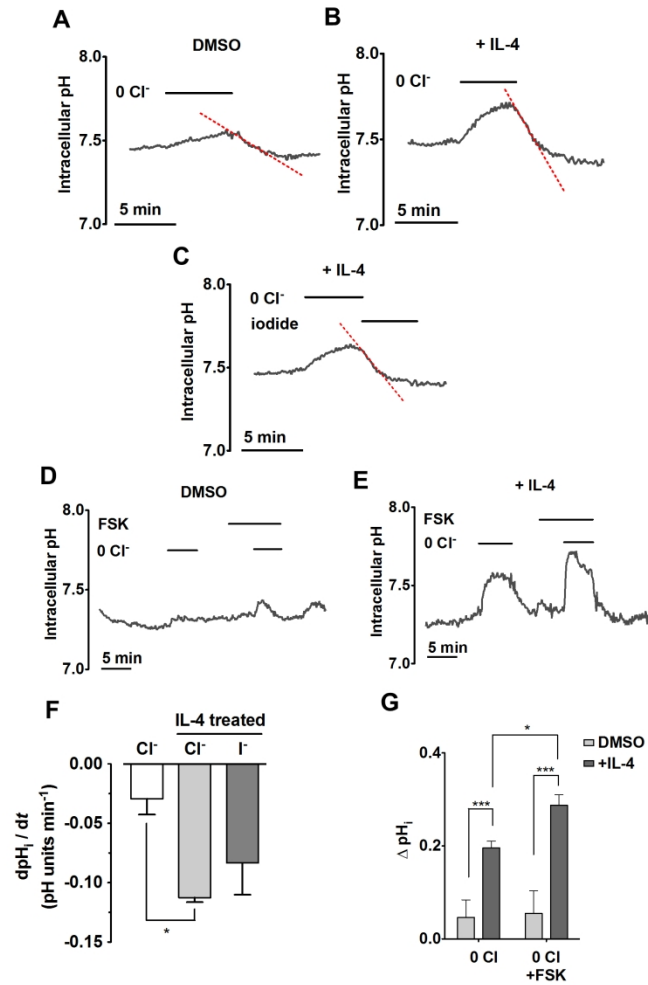 A
DMSO
Intracellular pH
8.0
7.5
7.0
0 Cl⁻
5 min
B
+ IL-4
Intracellular pH
8.0
7.5
7.0
0 Cl⁻
5 min
C
+ IL-4
Intracellular pH
8.0
7.5
7.0
0 Cl⁻
iodide
5 min
D
DMSO
Intracellular pH
8.0
7.5
7.0
FSK
0 Cl⁻
5 min
E
+ IL-4
Intracellular pH
8.0
7.5
7.0
FSK
0 Cl⁻
5 min
F
IL-4 treated
Cl⁻ Cl⁻ I⁻
dpHi / dt
(pH units min⁻¹)
0.00
-0.05
-0.10
-0.15
*
G
Δ pHi
0.4
0.2
0.0
*
*** ***
DMSO
+IL-4
0 Cl 0 Cl
+FSK